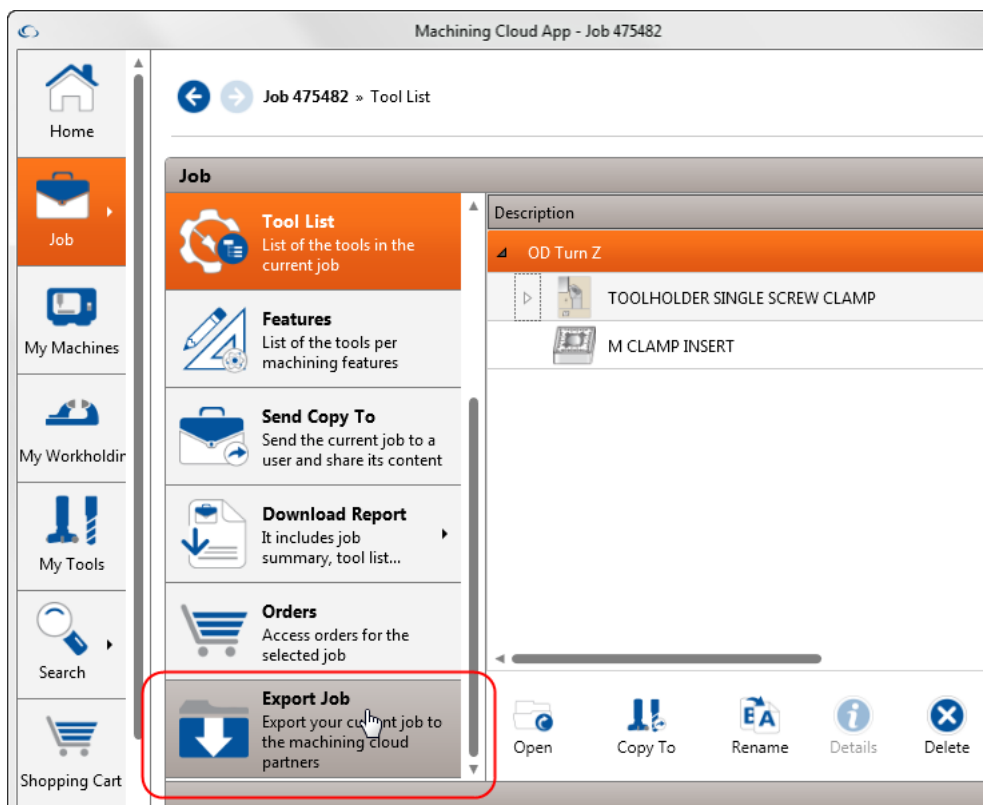 Machining Cloud App - Job 475482
Home
Job
My Machines
My Workholdin
My Tools
Search
Shopping Cart
Job 475482 » Tool List
Job
Tool List
List of the tools in the
current job
Features
List of the tools per
machining features
Send Copy To
Send the current job to a
user and share its content
Download Report
It includes job
summary, tool list...
Orders
Access orders for the
selected job
Export Job
Export your current job to
the machining cloud
partners
Description
OD Turn Z
TOOLHOLDER SINGLE SCREW CLAMP
M CLAMP INSERT
Open
Copy To
Rename
Details
Delete